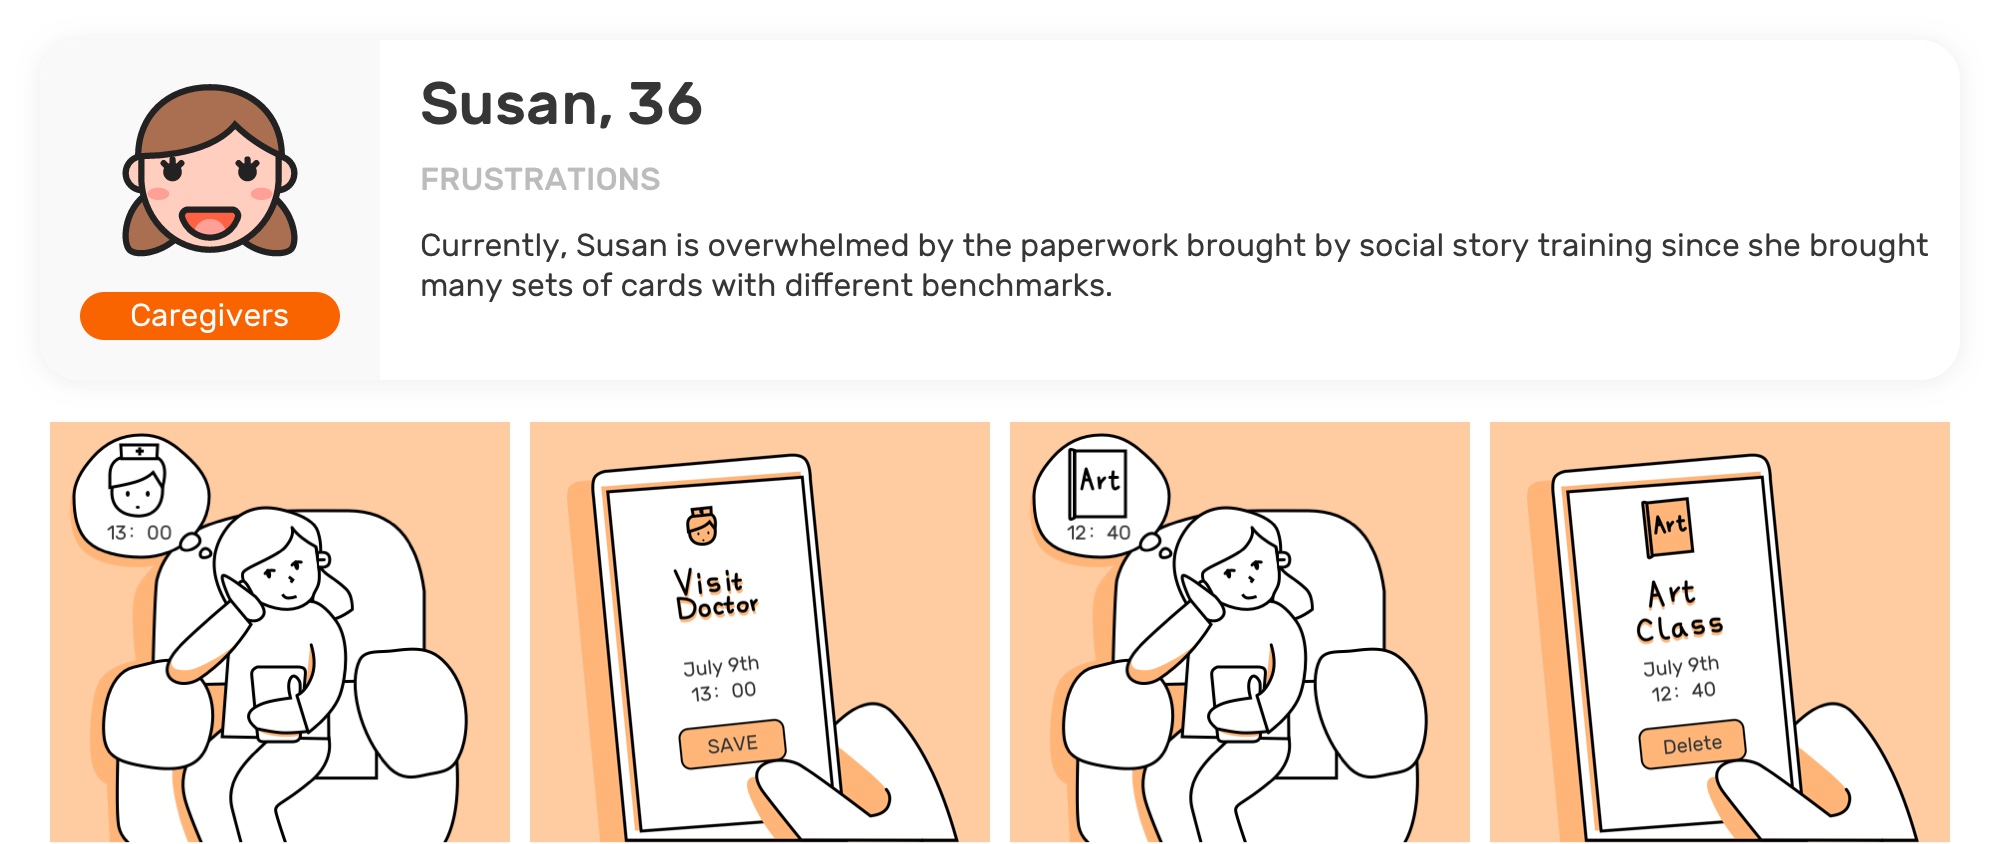 Susan, 36
FRUSTRATIONS
Currently, Susan is overwhelmed by the paperwork brought by social story training since she brought
many sets of cards with different benchmarks.
Caregivers
13: 00
Visit
Doctor
July 9th
13: 00
SAVE
Art
12: 40
Art
Art
Class
July 9th
12: 40
Delete